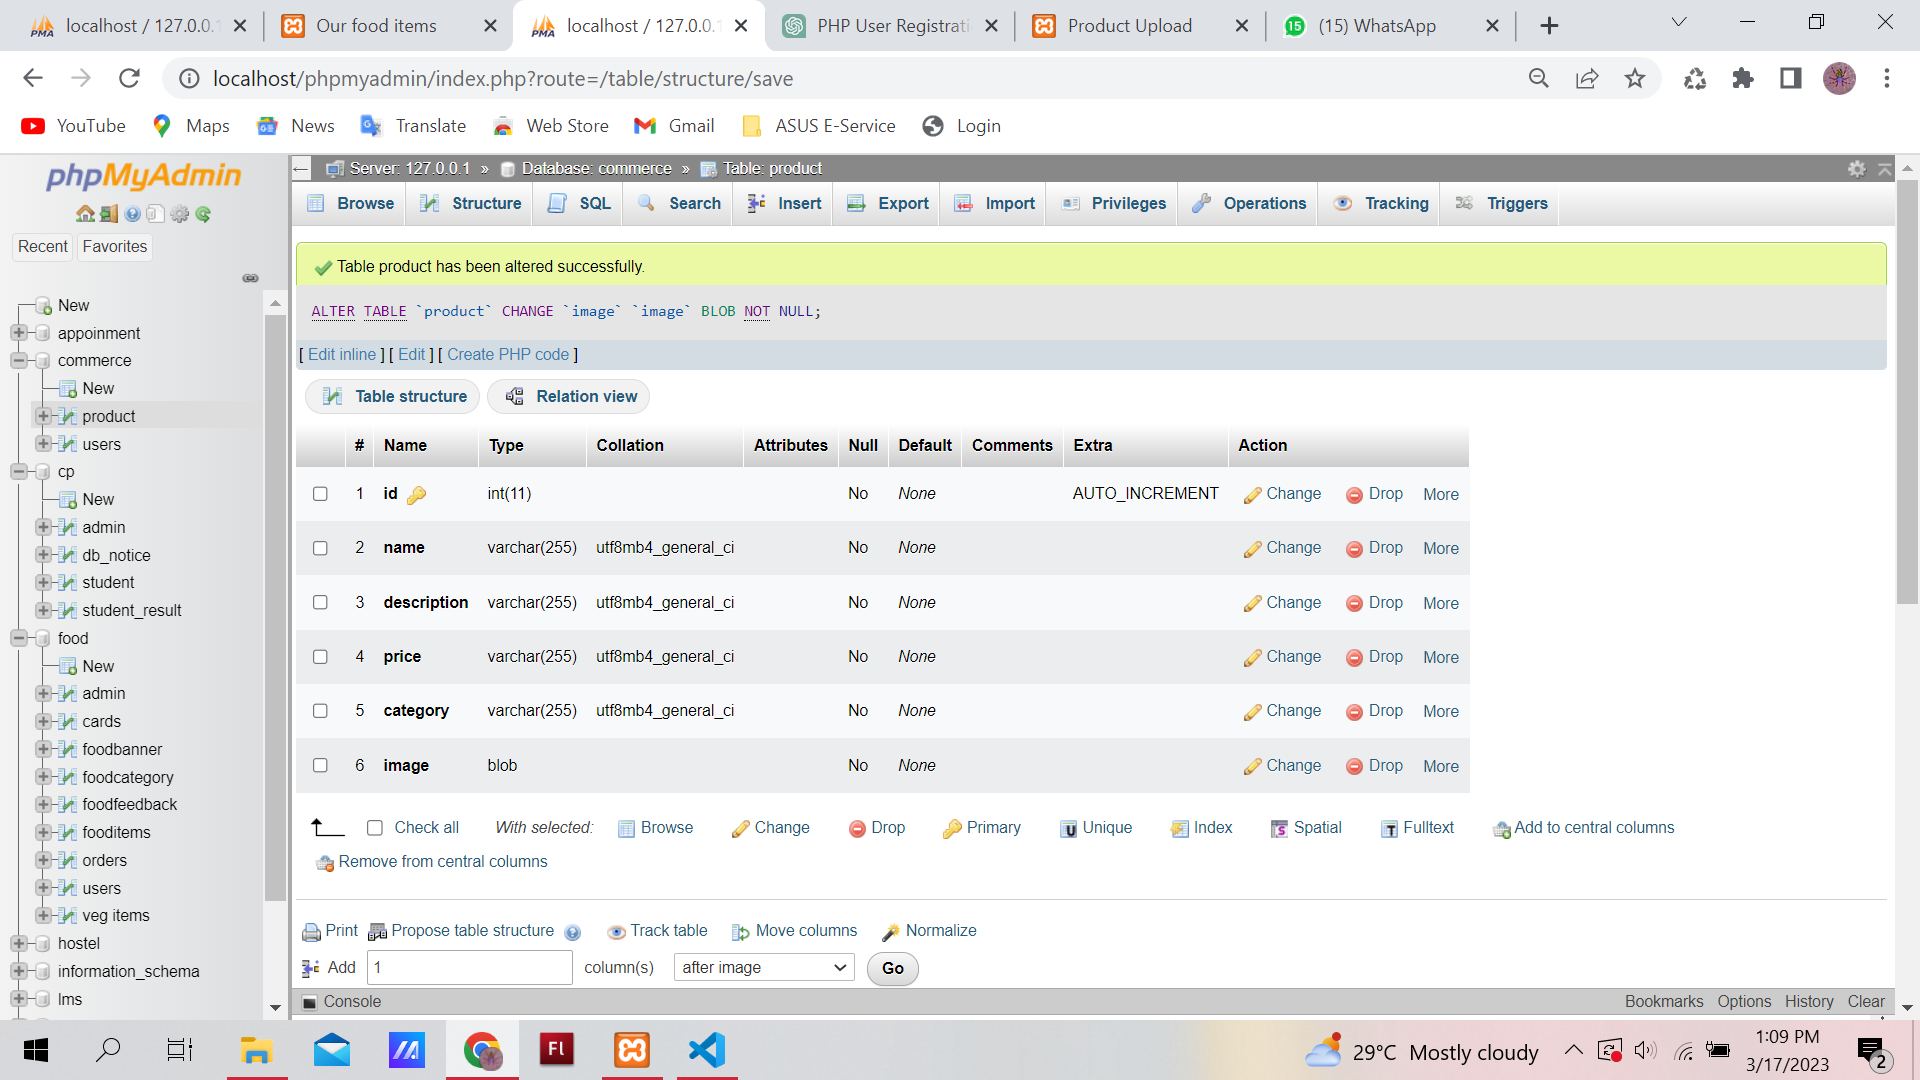 localhost / 127.0.0.1
Our food items
localhost / 127.0.0.1
PHP User Registrati
Product Upload
(15) WhatsApp
localhost/phpmyadmin/index.php?route=/table/structure/save
YouTube
Maps
News
Translate
Web Store
Gmail
ASUS E-Service
Login
phpMyAdmin
Recent
Favorites
New
appoinment
commerce
New
product
users
cp
New
admin
db_notice
student
student_result
food
New
admin
cards
foodbanner
foodcategory
foodfeedback
fooditems
orders
users
veg items
hostel
information_schema
lms
Server: 127.0.0.1 » Database: commerce » Table: product
Browse
Structure
SQL
Search
Insert
Export
Import
Privileges
Operations
Tracking
Triggers
Table product has been altered successfully.
ALTER TABLE `product` CHANGE `image` `image` BLOB NOT NULL;
[ Edit inline ] [ Edit ] [ Create PHP code ]
Table structure
Relation view
# Name Type Collation Attributes Null Default Comments Extra Action
1 id int(11) No None AUTO_INCREMENT Change Drop More
2 name varchar(255) utf8mb4_general_ci No None Change Drop More
3 description varchar(255) utf8mb4_general_ci No None Change Drop More
4 price varchar(255) utf8mb4_general_ci No None Change Drop More
5 category varchar(255) utf8mb4_general_ci No None Change Drop More
6 image blob No None Change Drop More
Check all With selected: Browse Change Drop Primary Unique Index Spatial Fulltext Add to central columns
Remove from central columns
Print Propose table structure Track table Move columns Normalize
Add 1 column(s) after image Go
Console
Bookmarks Options History Clear
29°C Mostly cloudy
1:09 PM
3/17/2023
2